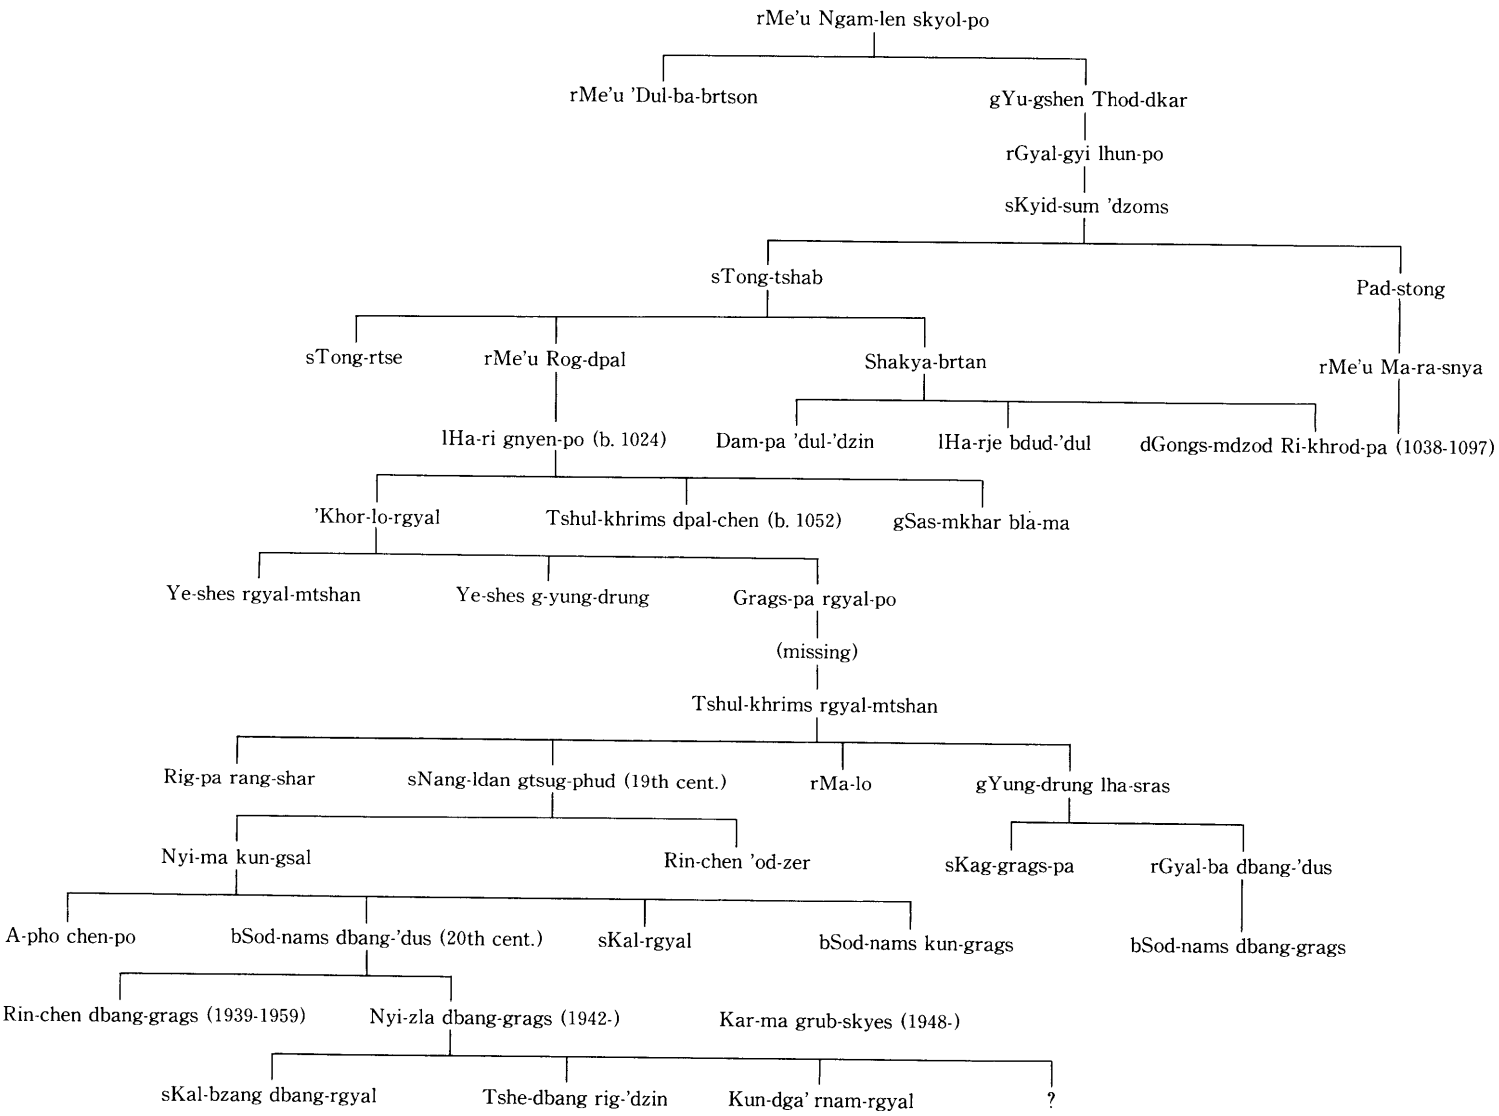 rMe'u Ngam-len skyol-po
rMe'u 'Dul-ba-brtson gYu-gshen Thod-dkar
rGyal-gyi lhun-po
sKyid-sum 'dzoms
sTong-tshab Pad-stong
sTong-rtse rMe'u Rog-dpal Shakya-brtan rMe'u Ma-ra-snya
lHa-ri gnyen-po (b. 1024) Dam-pa 'dul-'dzin lHa-rje bdud-'dul dGongs-mdzod Ri-khrod-pa (1038-1097)
'Khor-lo-rgyal Tshul-khrims dpal-chen (b. 1052) gSas-mkhar bla-ma
Ye-shes rgyal-mtshan Ye-shes g-yung-drung Grags-pa rgyal-po
(missing)
Tshul-khrims rgyal-mtshan
Rig-pa rang-shar sNang-ldan gtsug-phud (19th cent.) rMa-lo gYung-drung lha-sras
Nyi-ma kun-gsal Rin-chen 'od-zer sKag-grags-pa rGyal-ba dbang-'dus
A-pho chen-po bSod-nams dbang-'dus (20th cent.) sKal-rgyal bSod-nams kun-grags bSod-nams dbang-grags
Rin-chen dbang-grags (1939-1959) Nyi-zla dbang-grags (1942-) Kar-ma grub-skyes (1948-)
sKal-bzang dbang-rgyal Tshe-dbang rig-'dzin Kun-dga' rnam-rgyal ?